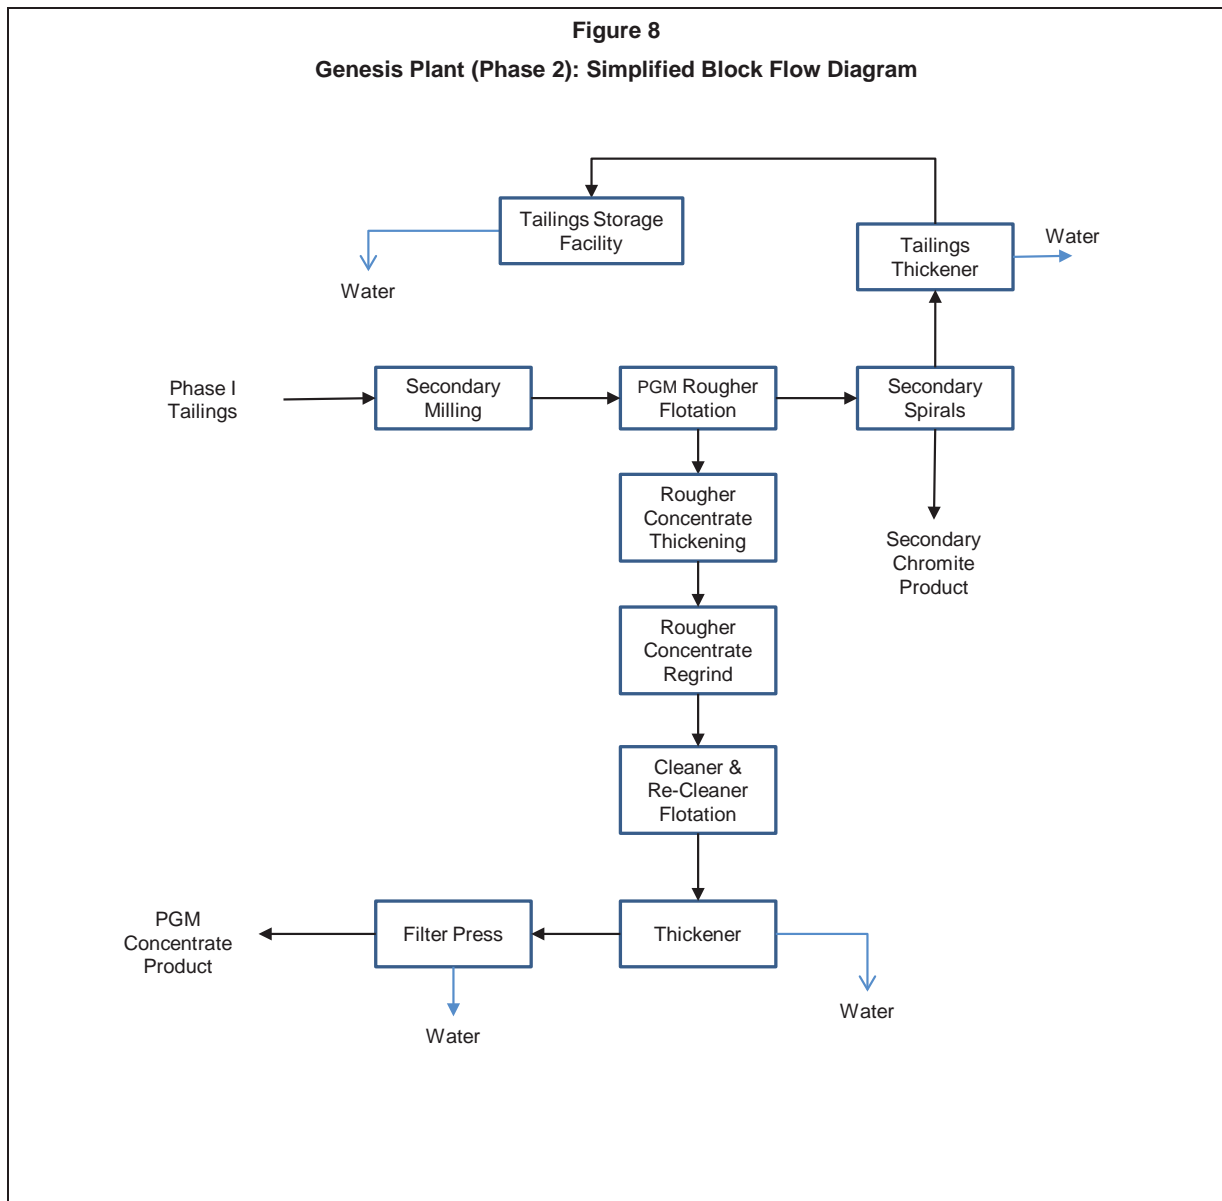 Figure 8
Genesis Plant (Phase 2): Simplified Block Flow Diagram
Tailings Storage
Facility
Water
Tailings
Thickener
Water
Phase I
Tailings
Secondary
Milling
PGM Rougher
Flotation
Secondary
Spirals
Rougher
Concentrate
Thickening
Secondary
Chromite
Product
Rougher
Concentrate
Regrind
Cleaner &
Re-Cleaner
Flotation
PGM
Concentrate
Product
Filter Press
Thickener
Water
Water